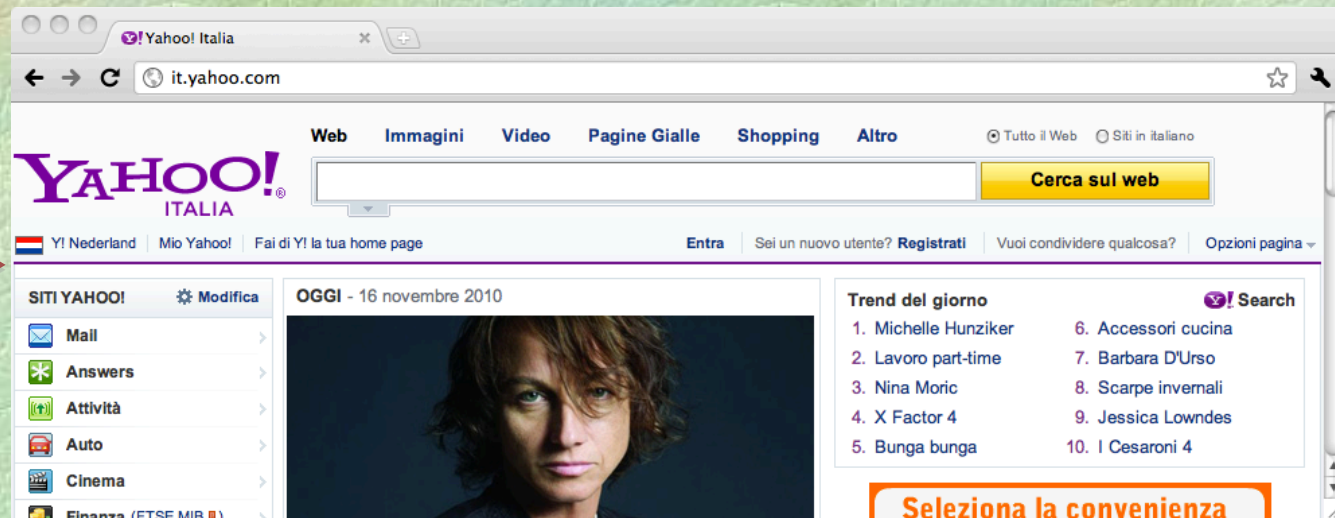 Yahoo! Italia
it.yahoo.com
Web Immagini Video Pagine Gialle Shopping Altro Tutto il Web Siti in italiano
YAHOO!® ITALIA
Cerca sul web
Y! Nederland Mio Yahoo! Fai di Y! la tua home page Entra Sei un nuovo utente? Registrati Vuoi condividere qualcosa? Opzioni pagina
SITI YAHOO! Modifica
Mail
Answers
Attività
Auto
Cinema
Finanza (FTSE MIB)
OGGI - 16 novembre 2010
Trend del giorno Y! Search
1. Michelle Hunziker
2. Lavoro part-time
3. Nina Moric
4. X Factor 4
5. Bunga bunga
6. Accessori cucina
7. Barbara D'Urso
8. Scarpe invernali
9. Jessica Lowndes
10. I Cesaroni 4
Seleziona la convenienza